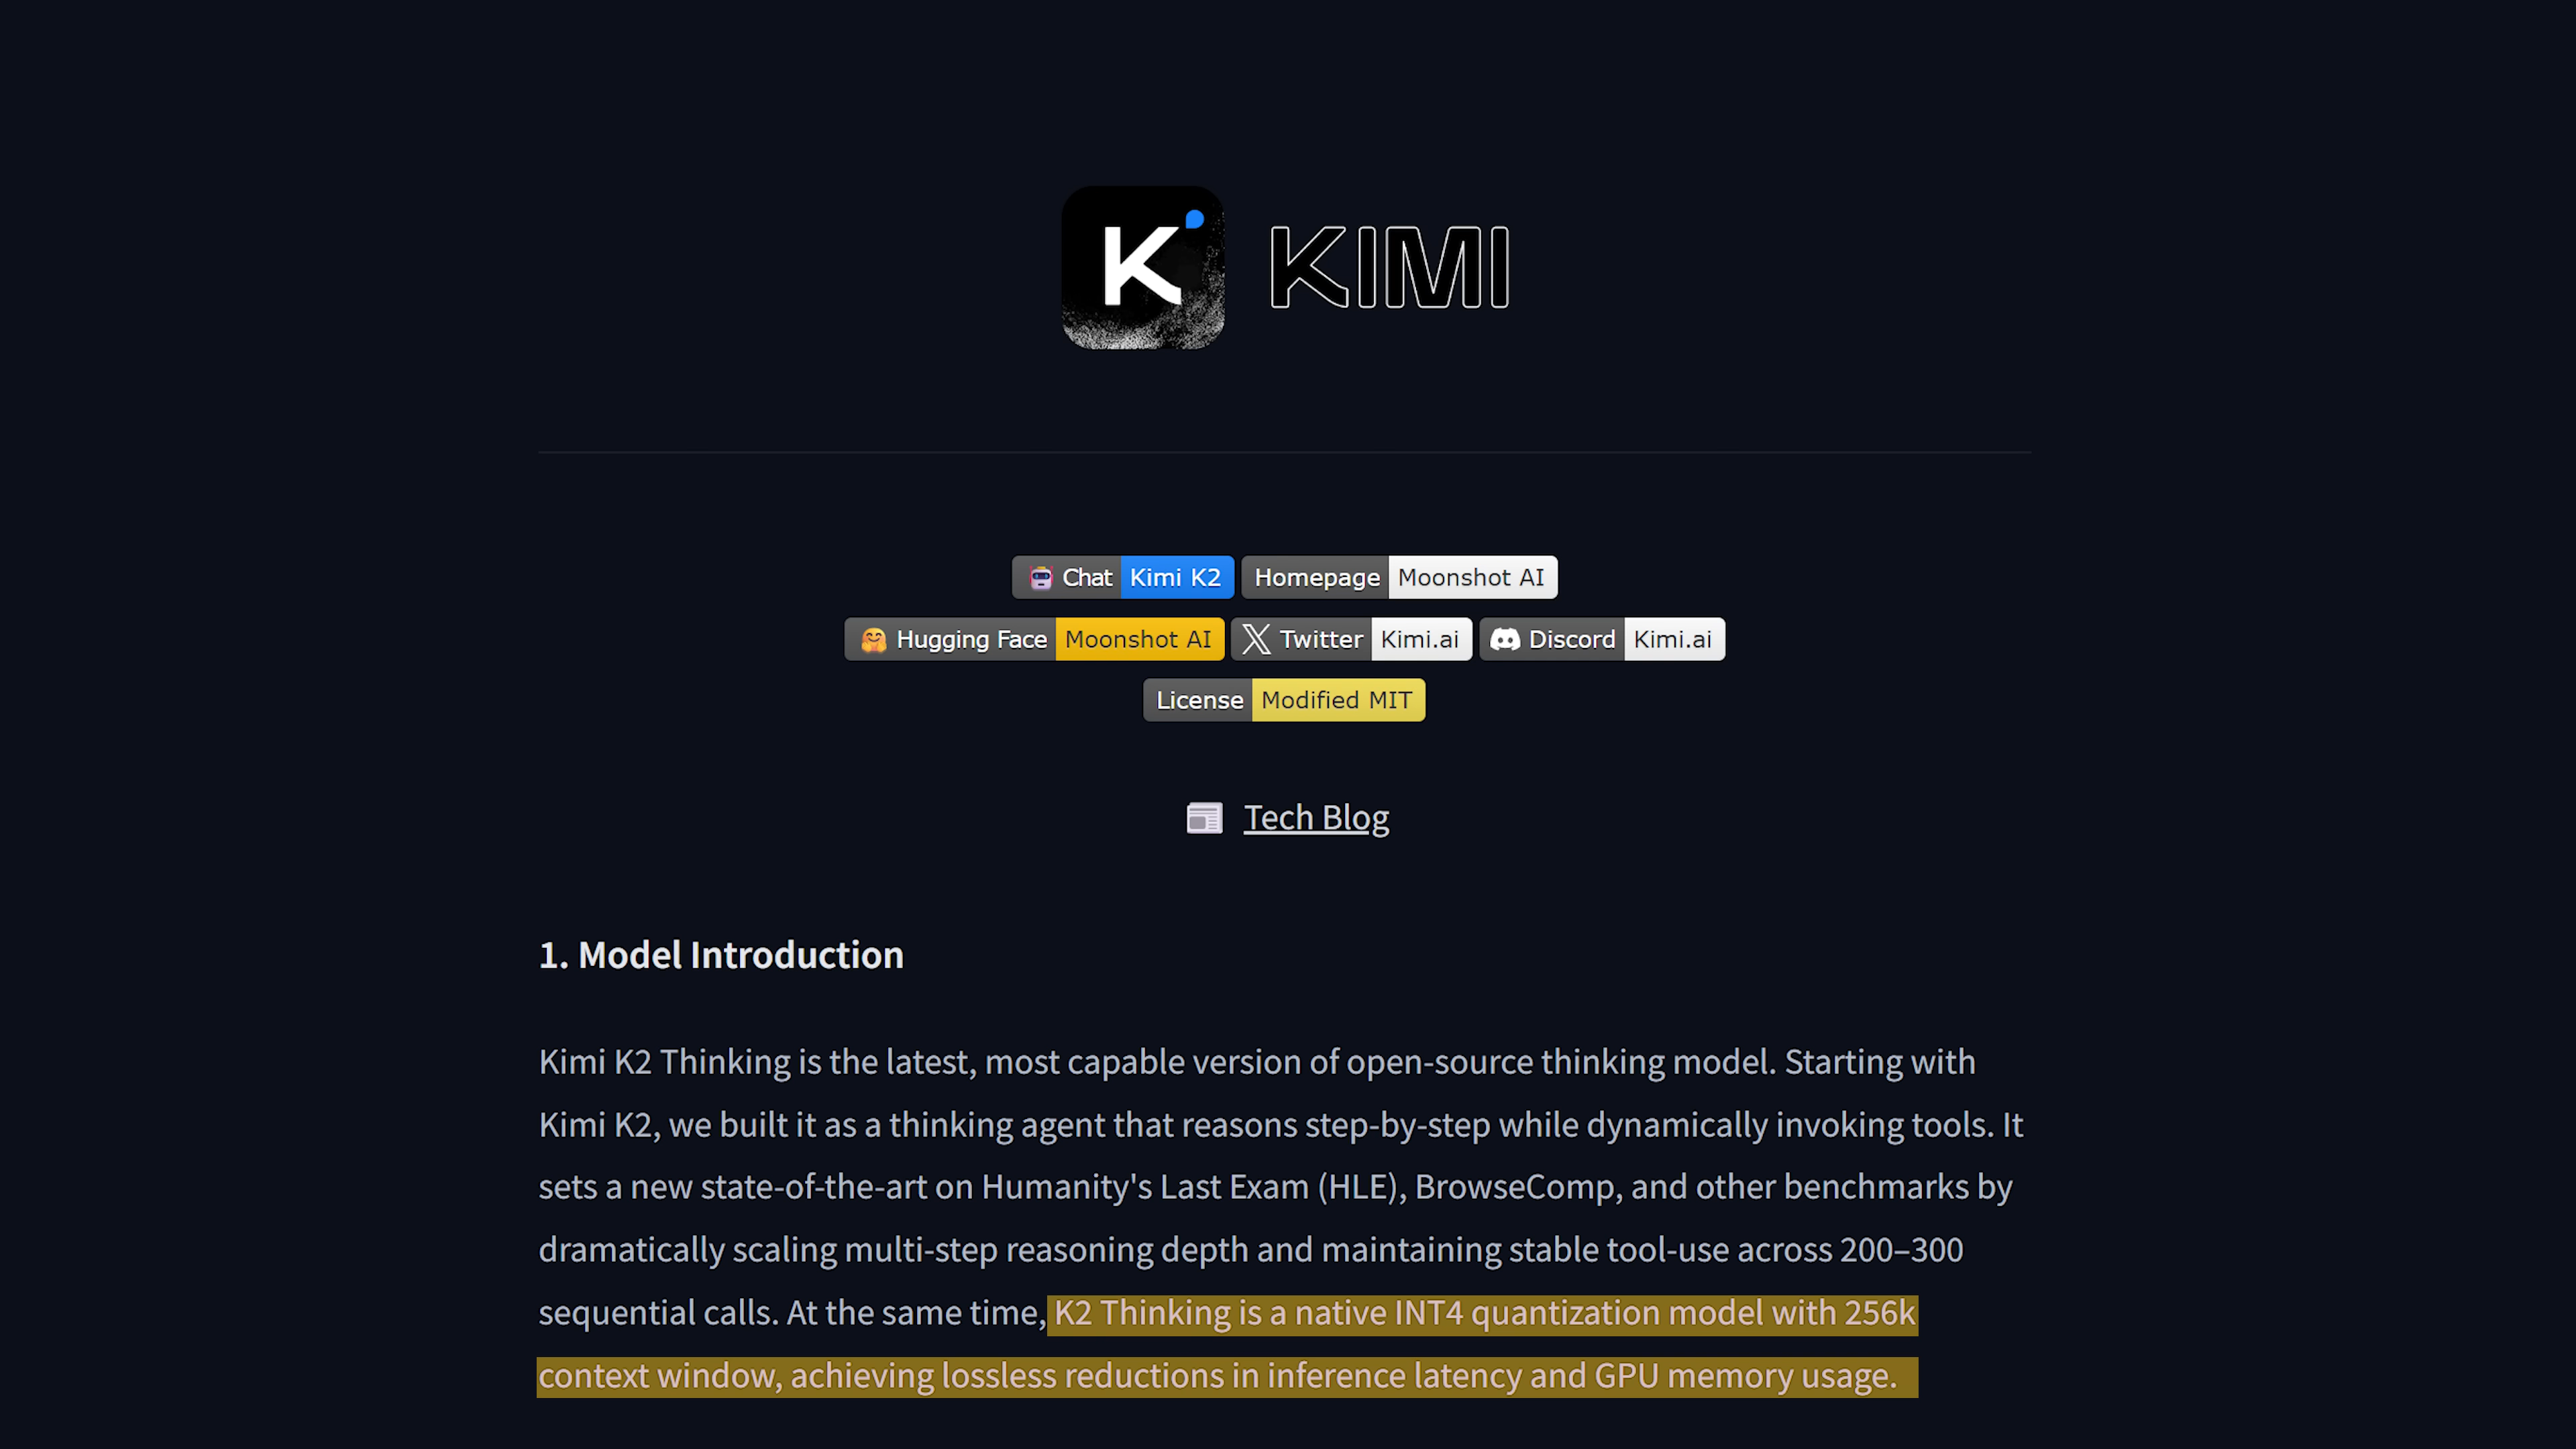 K KIMI
Chat Kimi K2 Homepage Moonshot AI
Hugging Face Moonshot AI Twitter Kimi.ai Discord Kimi.ai
License Modified MIT
Tech Blog
1. Model Introduction
Kimi K2 Thinking is the latest, most capable version of open-source thinking model. Starting with
Kimi K2, we built it as a thinking agent that reasons step-by-step while dynamically invoking tools. It
sets a new state-of-the-art on Humanity's Last Exam (HLE), BrowseComp, and other benchmarks by
dramatically scaling multi-step reasoning depth and maintaining stable tool-use across 200–300
sequential calls. At the same time, K2 Thinking is a native INT4 quantization model with 256k
context window, achieving lossless reductions in inference latency and GPU memory usage.